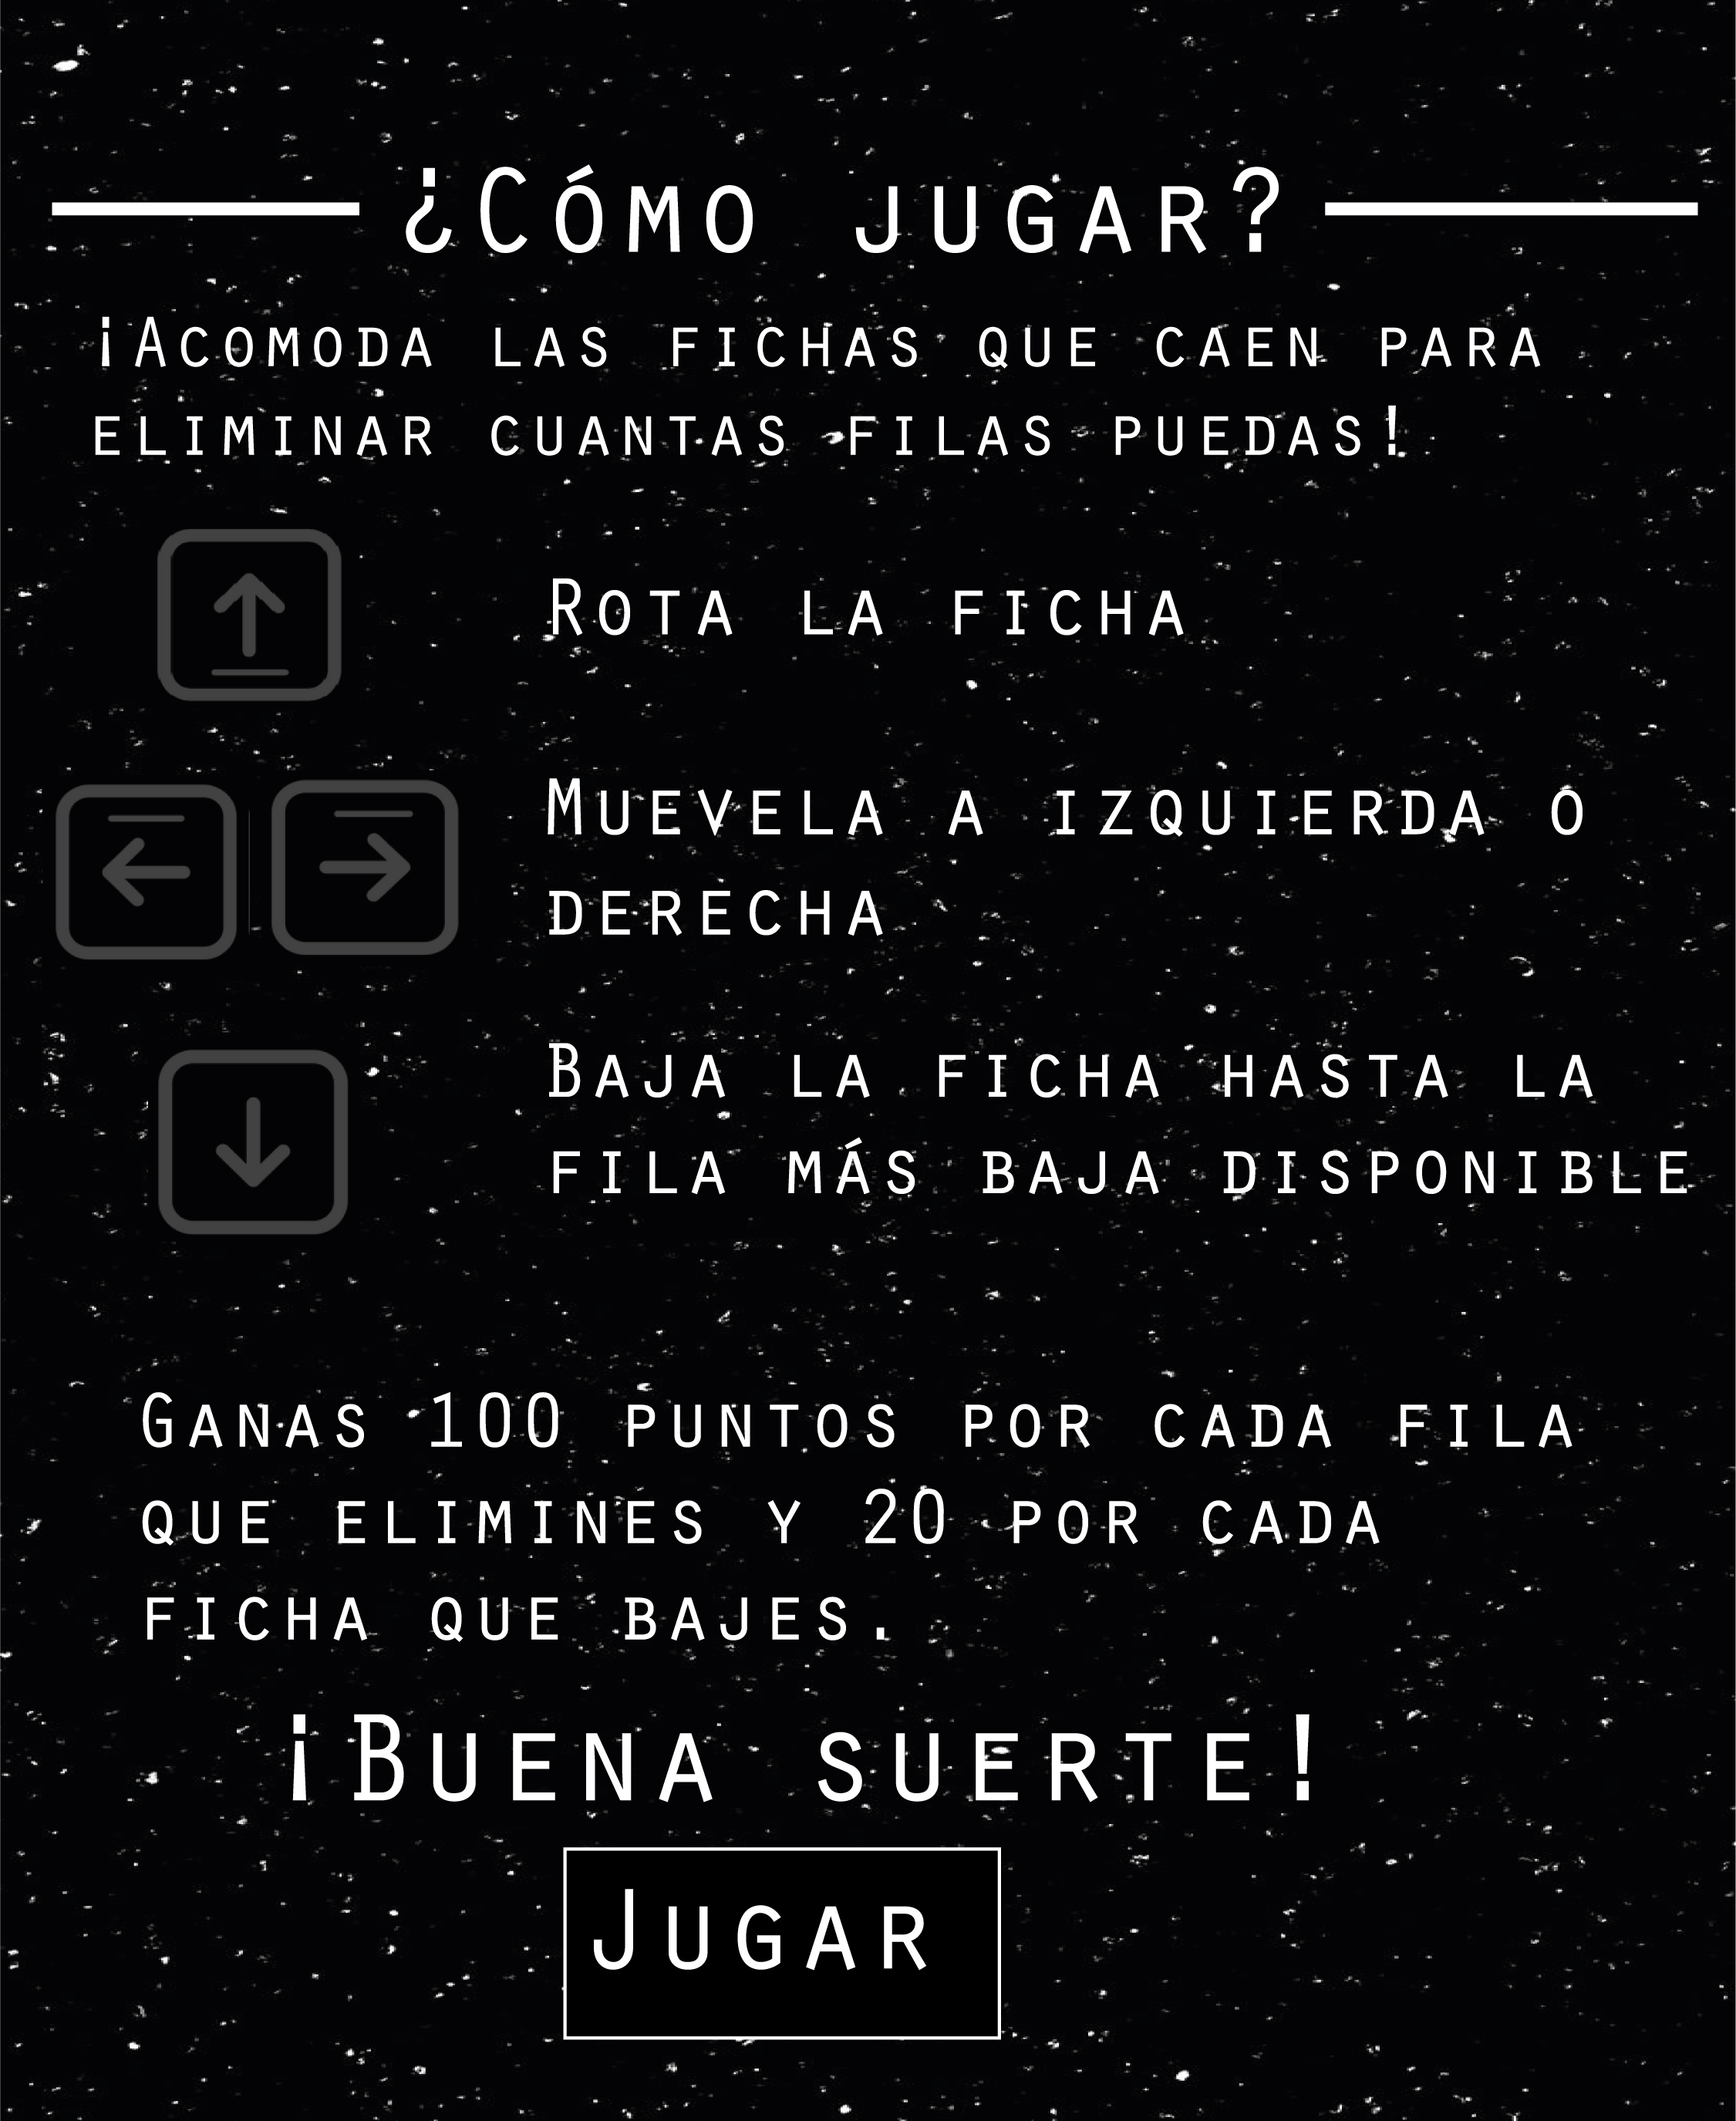 ¿Cómo jugar?
¡Acomoda las fichas que caen para
eliminar cuantas filas puedas!
Rota la ficha
Muevela a izquierda o
derecha
Baja la ficha hasta la
fila más baja disponible
Ganas 100 puntos por cada fila
que elimines y 20 por cada
ficha que bajes.
¡Buena suerte!
Jugar